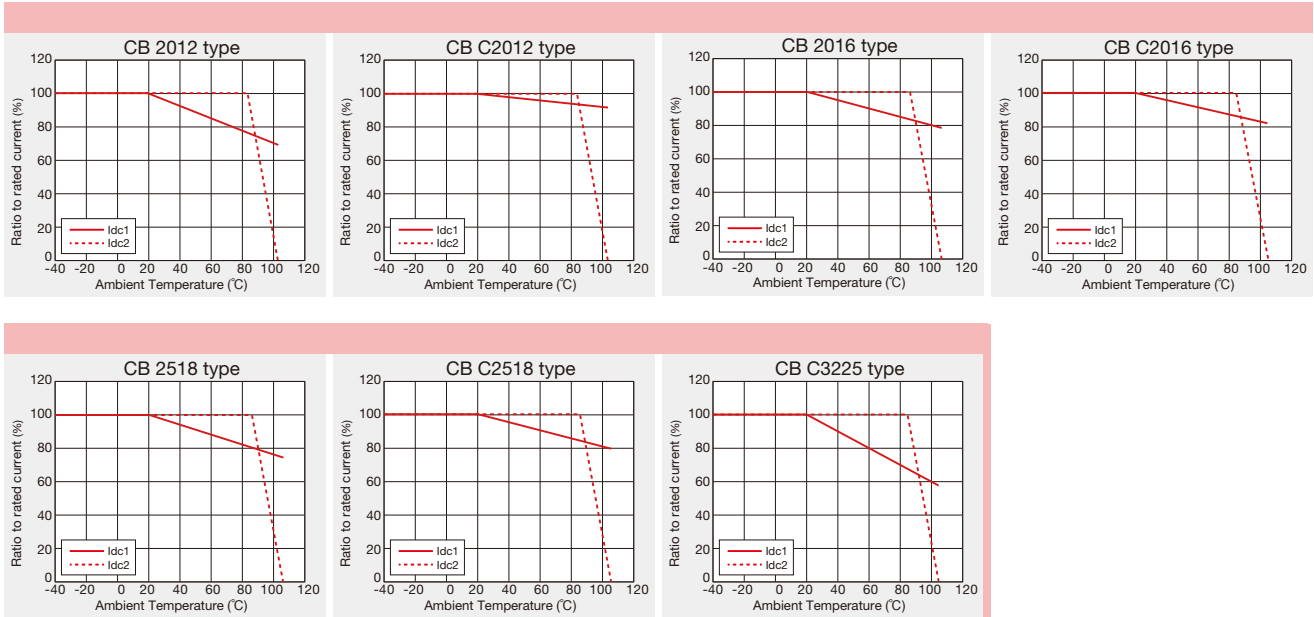 CB 2012 type
120
100
80
60
40
20
0
-40 -20 0 20 40 60 80 100 120
Ratio to rated current (%)
Idc1
Idc2
Ambient Temperature (℃)
CB C2012 type
120
100
80
60
40
20
0
-40 -20 0 20 40 60 80 100 120
Ratio to rated current (%)
Idc1
Idc2
Ambient Temperature (℃)
CB 2016 type
120
100
80
60
40
20
0
-40 -20 0 20 40 60 80 100 120
Ratio to rated current (%)
Idc1
Idc2
Ambient Temperature (℃)
CB C2016 type
120
100
80
60
40
20
0
-40 -20 0 20 40 60 80 100 120
Ratio to rated current (%)
Idc1
Idc2
Ambient Temperature (℃)
CB 2518 type
120
100
80
60
40
20
0
-40 -20 0 20 40 60 80 100 120
Ratio to rated current (%)
Idc1
Idc2
Ambient Temperature (℃)
CB C2518 type
120
100
80
60
40
20
0
-40 -20 0 20 40 60 80 100 120
Ratio to rated current (%)
Idc1
Idc2
Ambient Temperature (℃)
CB C3225 type
120
100
80
60
40
20
0
-40 -20 0 20 40 60 80 100 120
Ratio to rated current (%)
Idc1
Idc2
Ambient Temperature (℃)